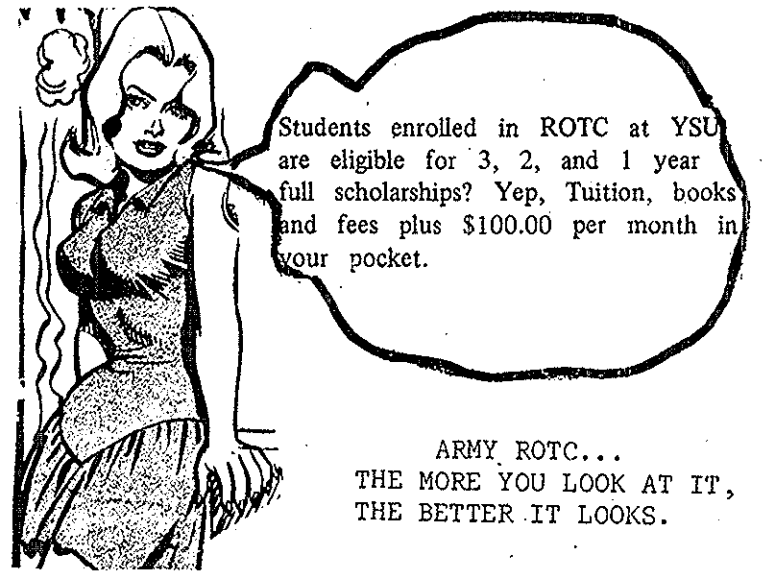 Students enrolled in ROTC at YSU
are eligible for 3, 2, and 1 year
full scholarships? Yep, Tuition, books
and fees plus $100.00 per month in
your pocket.
ARMY ROTC...
THE MORE YOU LOOK AT IT,
THE BETTER IT LOOKS.